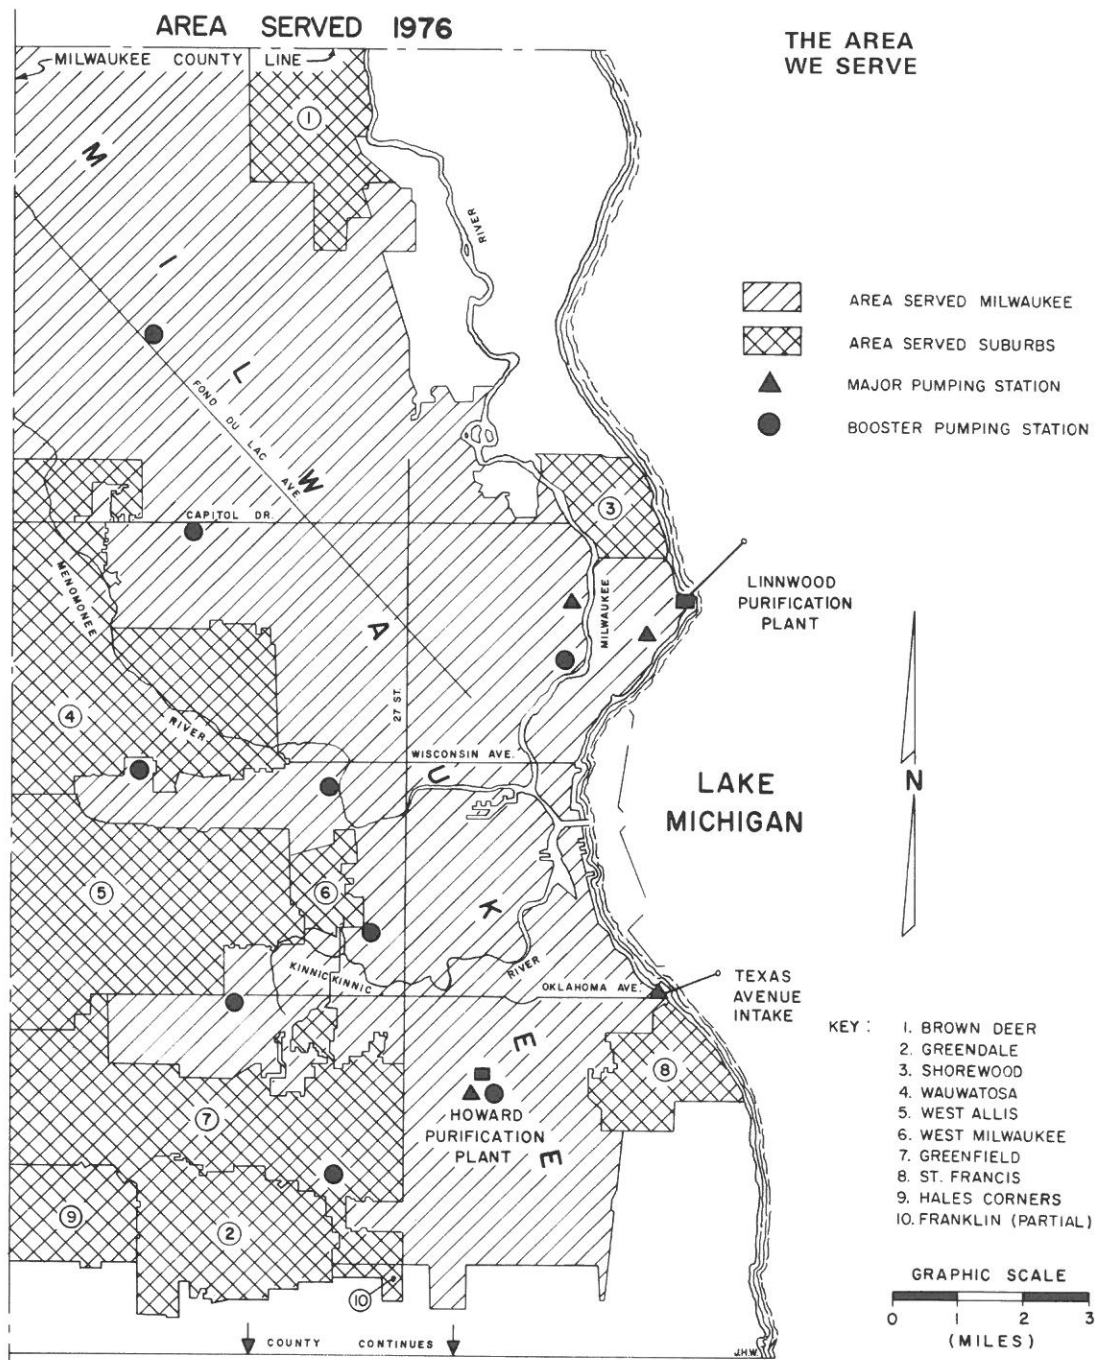 AREA SERVED 1976
THE AREA
WE SERVE
MILWAUKEE COUNTY LINE
1
MILWAUKEE
RIVER
AREA SERVED MILWAUKEE
AREA SERVED SUBURBS
MAJOR PUMPING STATION
BOOSTER PUMPING STATION
FOND DU LAC AVE.
CAPITOL DR.
3
MENOMONEE
RIVER
MILWAUKEE
LINNWOOD
PURIFICATION
PLANT
4
27 ST.
WISCONSIN AVE.
LAKE
MICHIGAN
N
5
6
KINNICKINNIC
RIVER
OKLAHOMA AVE.
TEXAS
AVENUE
INTAKE
8
HOWARD
PURIFICATION
PLANT
7
9
2
10
KEY:
1. BROWN DEER
2. GREENDALE
3. SHOREWOOD
4. WAUWATOSA
5. WEST ALLIS
6. WEST MILWAUKEE
7. GREENFIELD
8. ST. FRANCIS
9. HALES CORNERS
10. FRANKLIN (PARTIAL)
GRAPHIC SCALE
0 1 2 3
(MILES)
COUNTY CONTINUES
J.H.W.